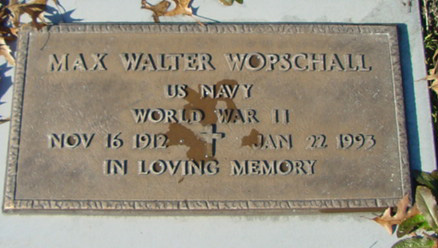 MAX WALTER WOPSCHALL
US NAVY
WORLD WAR II
NOV 16 1912 JAN 22 1993
IN LOVING MEMORY